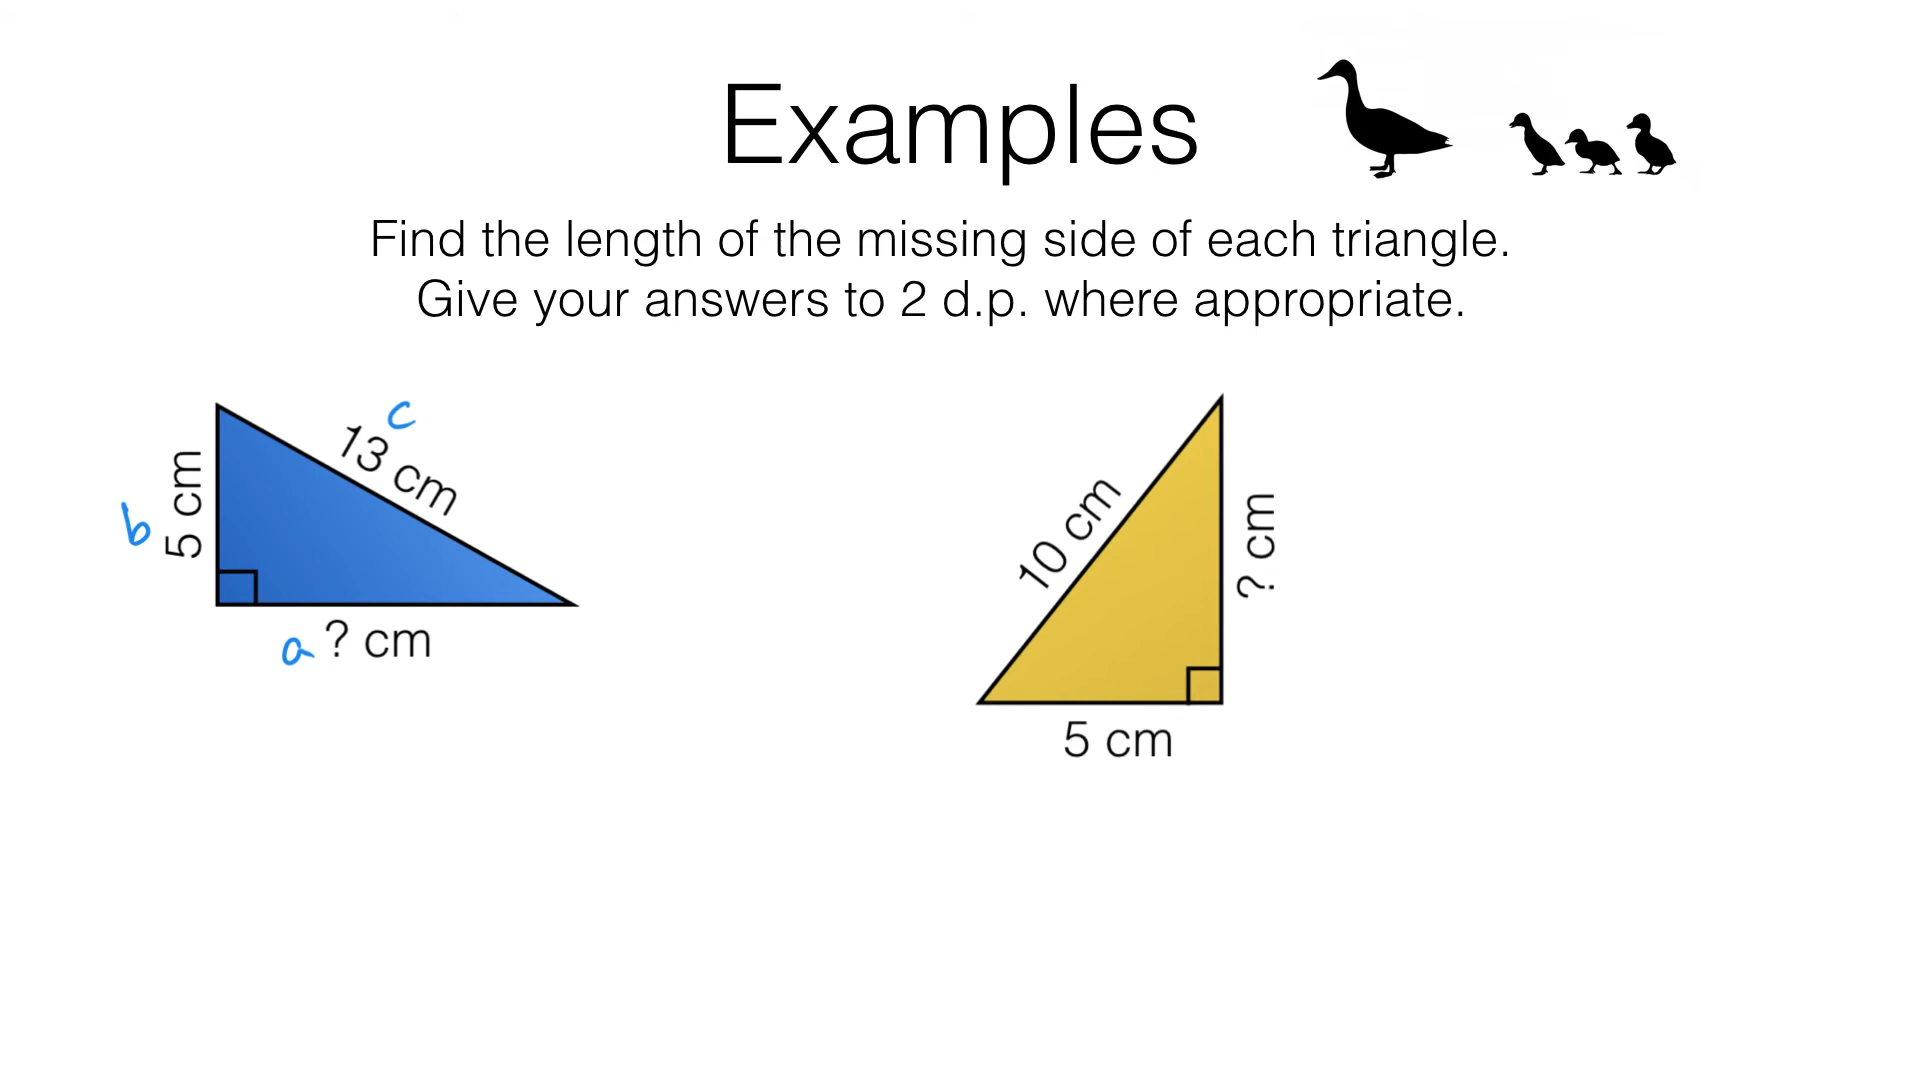 Examples
Find the length of the missing side of each triangle.
Give your answers to 2 d.p. where appropriate.
c
13 cm
b
5 cm
a ? cm
10 cm
? cm
5 cm